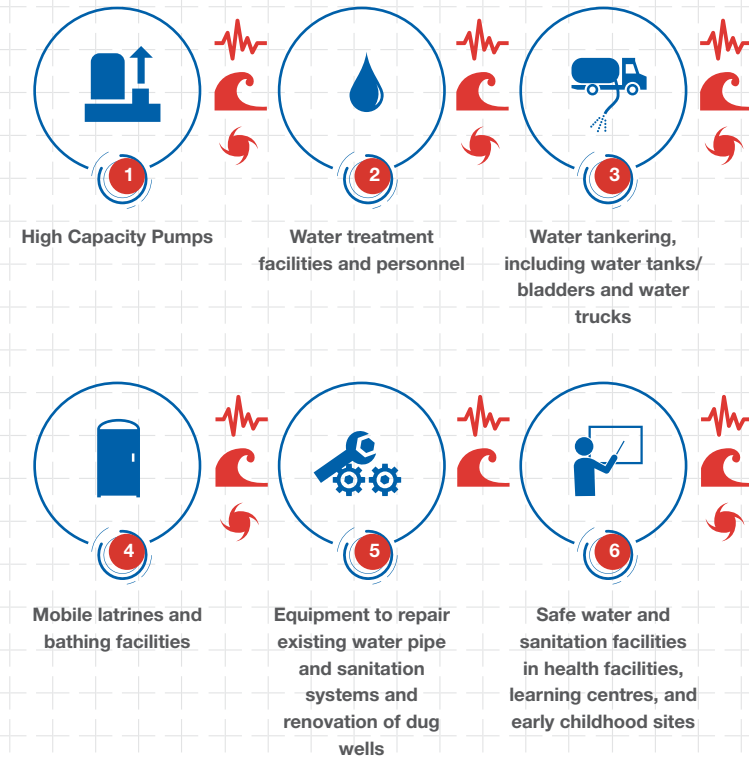 1
High Capacity Pumps
2
Water treatment
facilities and personnel
3
Water tankering,
including water tanks/
bladders and water
trucks
4
Mobile latrines and
bathing facilities
5
Equipment to repair
existing water pipe
and sanitation
systems and
renovation of dug
wells
6
Safe water and
sanitation facilities
in health facilities,
learning centres, and
early childhood sites